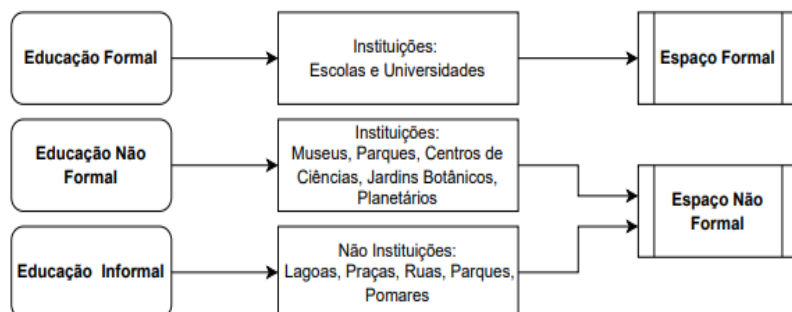 Educação Formal
Instituições:
Escolas e Universidades
Espaço Formal
Educação Não
Formal
Instituições:
Museus, Parques, Centros de
Ciências, Jardins Botânicos,
Planetários
Espaço Não
Formal
Educação Informal
Não Instituições:
Lagoas, Praças, Ruas, Parques,
Pomares